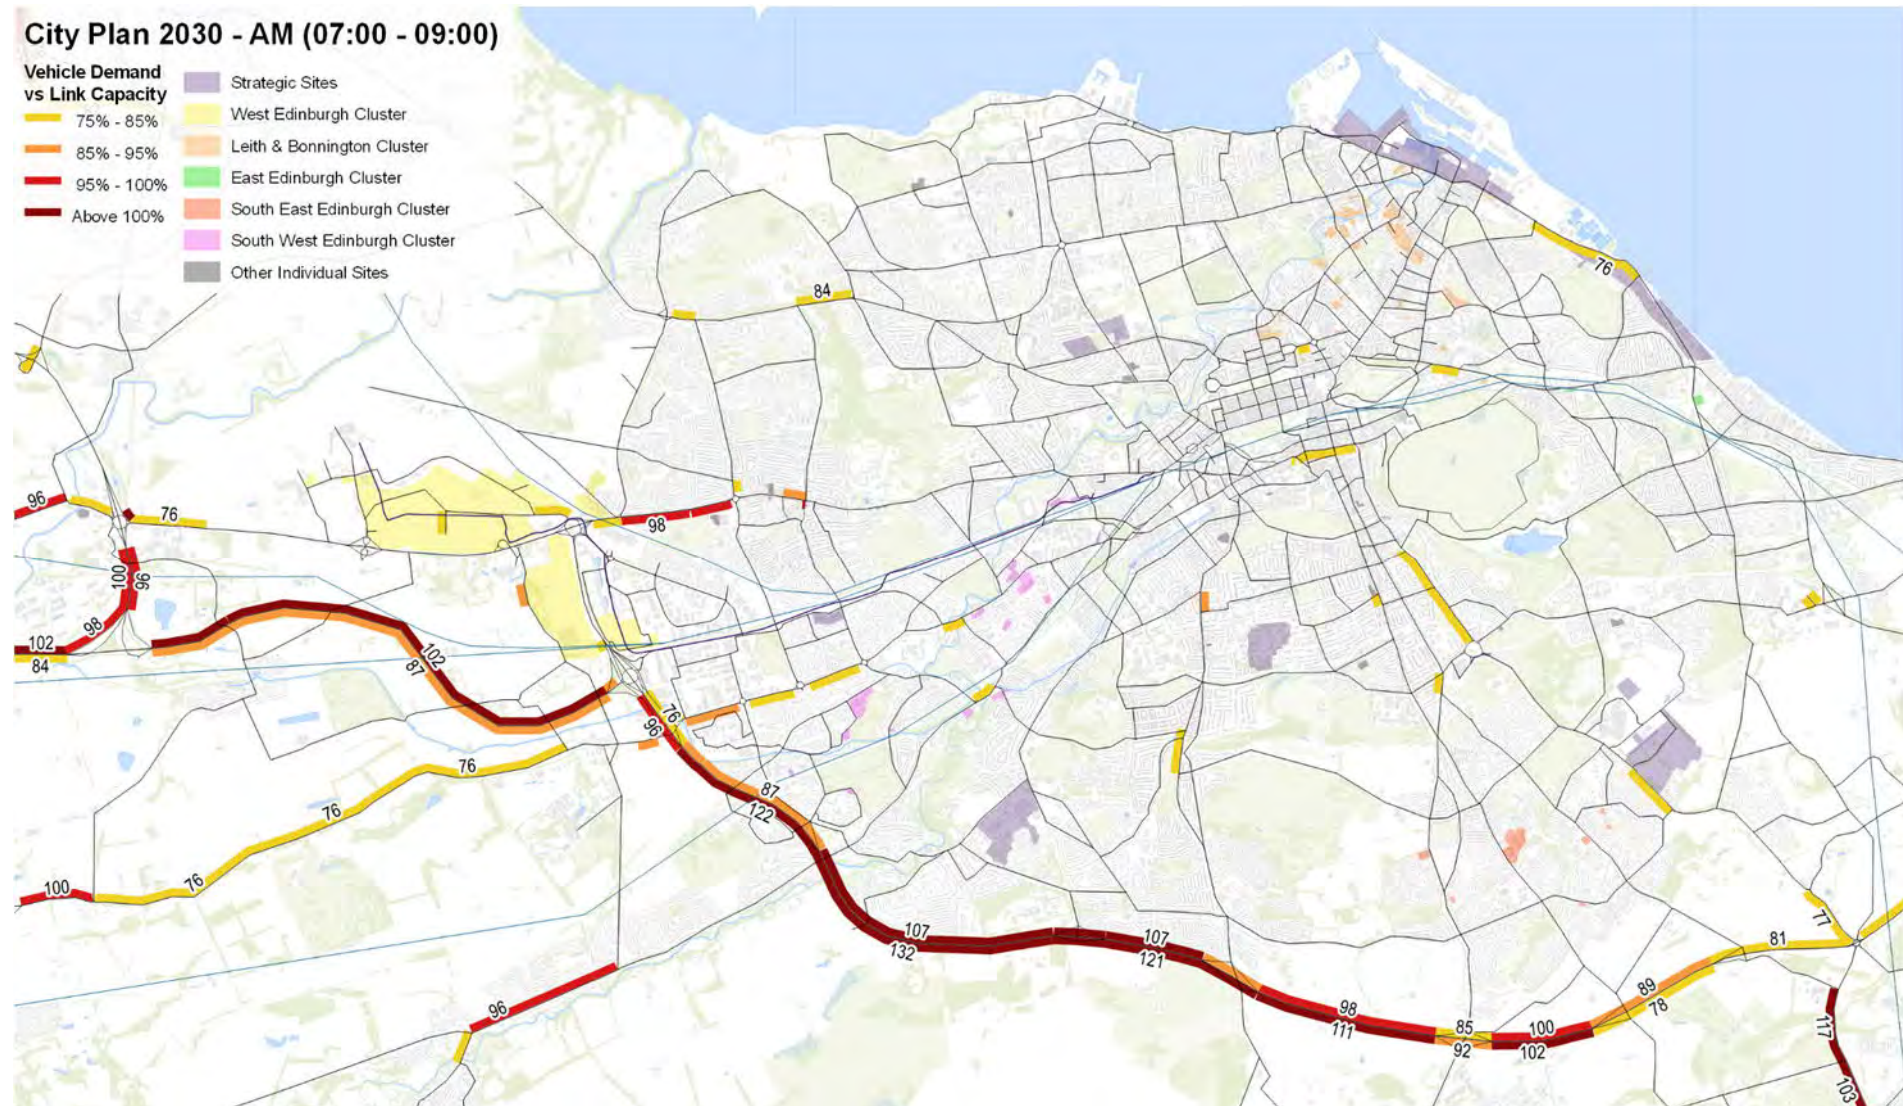 City Plan 2030 - AM (07:00 - 09:00)
Vehicle Demand
vs Link Capacity
75% - 85%
85% - 95%
95% - 100%
Above 100%
Strategic Sites
West Edinburgh Cluster
Leith & Bonnington Cluster
East Edinburgh Cluster
South East Edinburgh Cluster
South West Edinburgh Cluster
Other Individual Sites
76
84
96
76
98
100
96
98
102
84
102
87
76
96
76
76
76
100
87
122
107
132
107
121
96
98
111
85
92
100
102
89
78
81
77
117
103